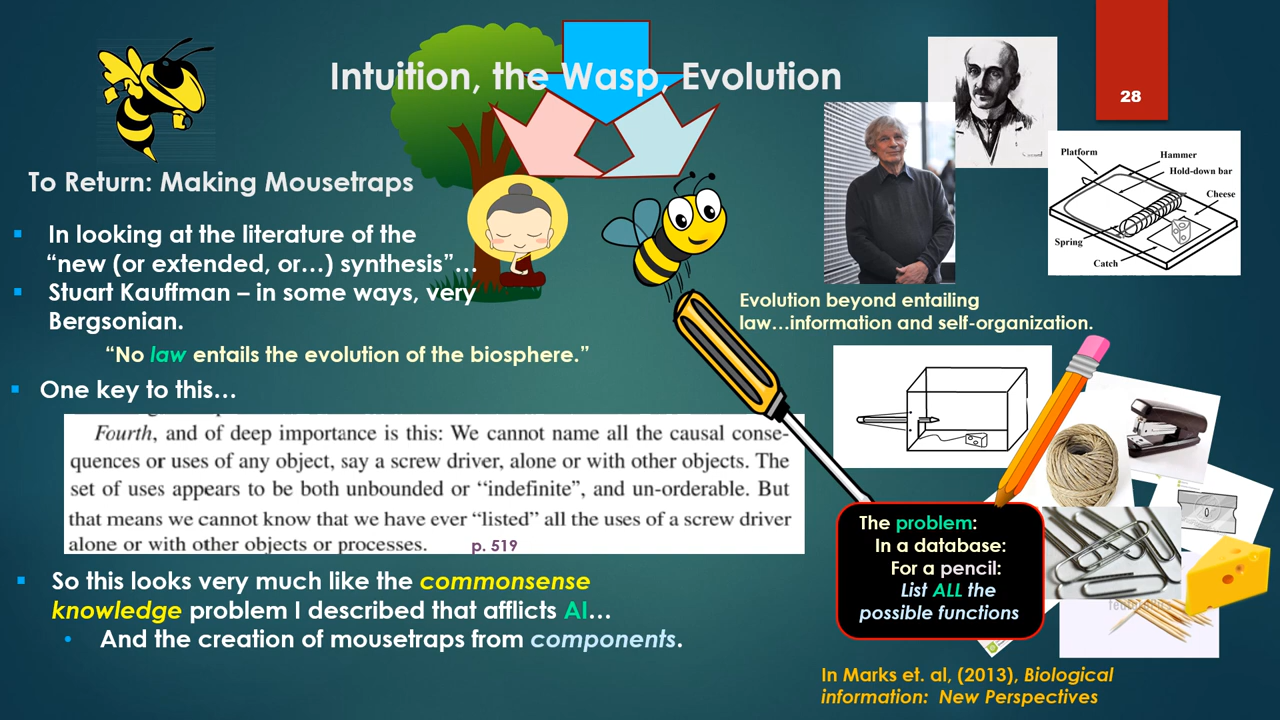 Intuition, the Wasp, Evolution
28
To Return: Making Mousetraps
In looking at the literature of the
“new (or extended, or…) synthesis”…
Stuart Kauffman – in some ways, very
Bergsonian.
“No law entails the evolution of the biosphere.”
One key to this…
Fourth, and of deep importance is this: We cannot name all the causal conse-
quences or uses of any object, say a screw driver, alone or with other objects. The
set of uses appears to be both unbounded or “indefinite”, and un-orderable. But
that means we cannot know that we have ever “listed” all the uses of a screw driver
alone or with other objects or processes.
p. 519
So this looks very much like the commonsense
knowledge problem I described that afflicts AI…
And the creation of mousetraps from components.
Platform
Hammer
Hold-down bar
Cheese
Spring
Catch
Evolution beyond entailing
law…information and self-organization.
The problem:
In a database:
For a pencil:
List ALL the
possible functions
In Marks et. al, (2013), Biological
information: New Perspectives